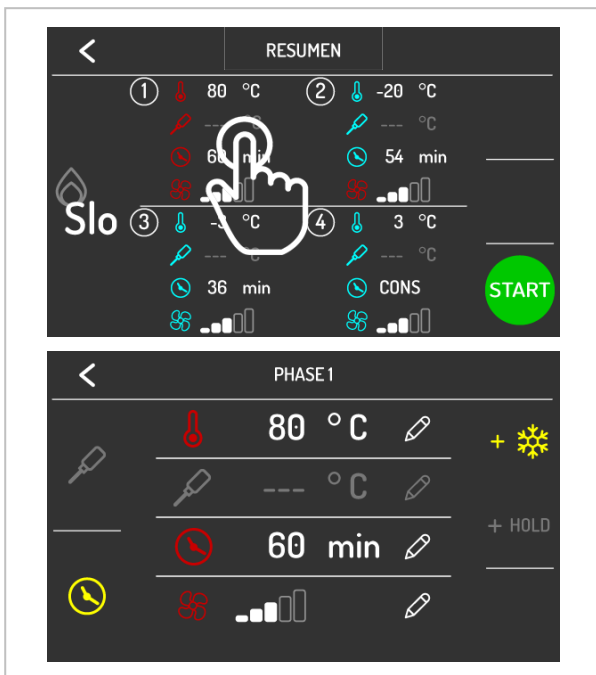 RESUMEN
1 80 °C 2 -20 °C
--- °C --- °C
60 min 54 min
Slo 3 -3 °C 4 3 °C
--- °C --- °C
36 min CONS START
PHASE 1
80 °C
+
--- °C
+ HOLD
60 min